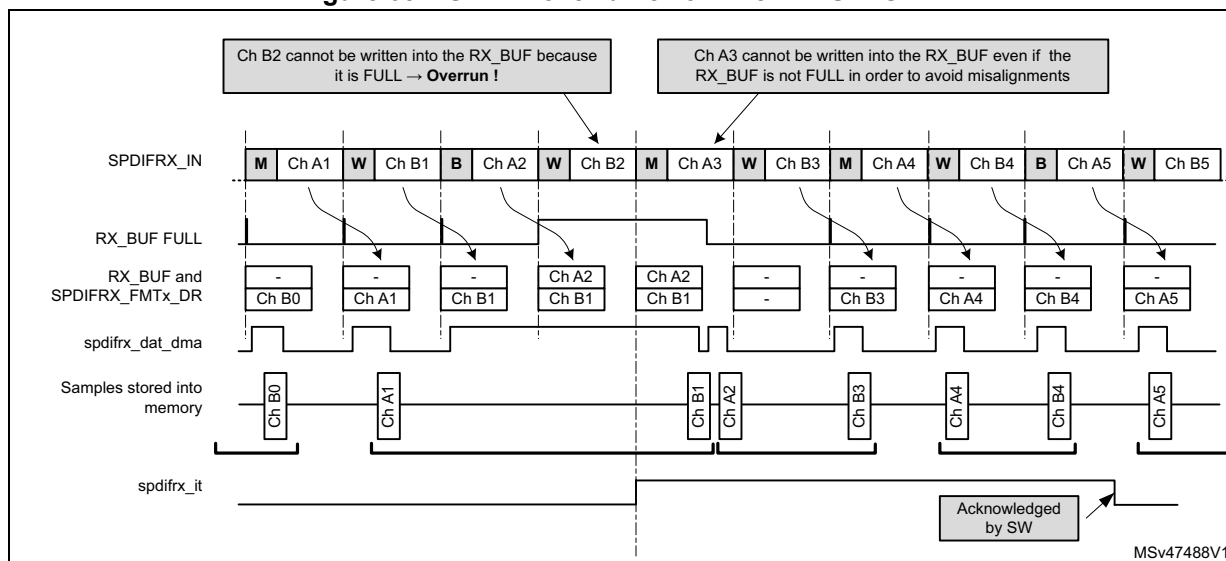 Ch B2 cannot be written into the RX_BUF because
it is FULL → Overrun !
Ch A3 cannot be written into the RX_BUF even if the
RX_BUF is not FULL in order to avoid misalignments
SPDIFRX_IN
M Ch A1 W Ch B1 B Ch A2 W Ch B2 M Ch A3 W Ch B3 M Ch A4 W Ch B4 B Ch A5 W Ch B5
RX_BUF FULL
RX_BUF and
SPDIFRX_FMTx_DR
- - - Ch A2 Ch A2 - - - - -
Ch B0 Ch A1 Ch B1 Ch B1 Ch B1 - Ch B3 Ch A4 Ch B4 Ch A5
spdifrx_dat_dma
Samples stored into
memory
Ch B0 Ch A1 Ch B1 Ch A2 Ch B3 Ch A4 Ch B4 Ch A5
spdifrx_it
Acknowledged
by SW
MSv47488V1